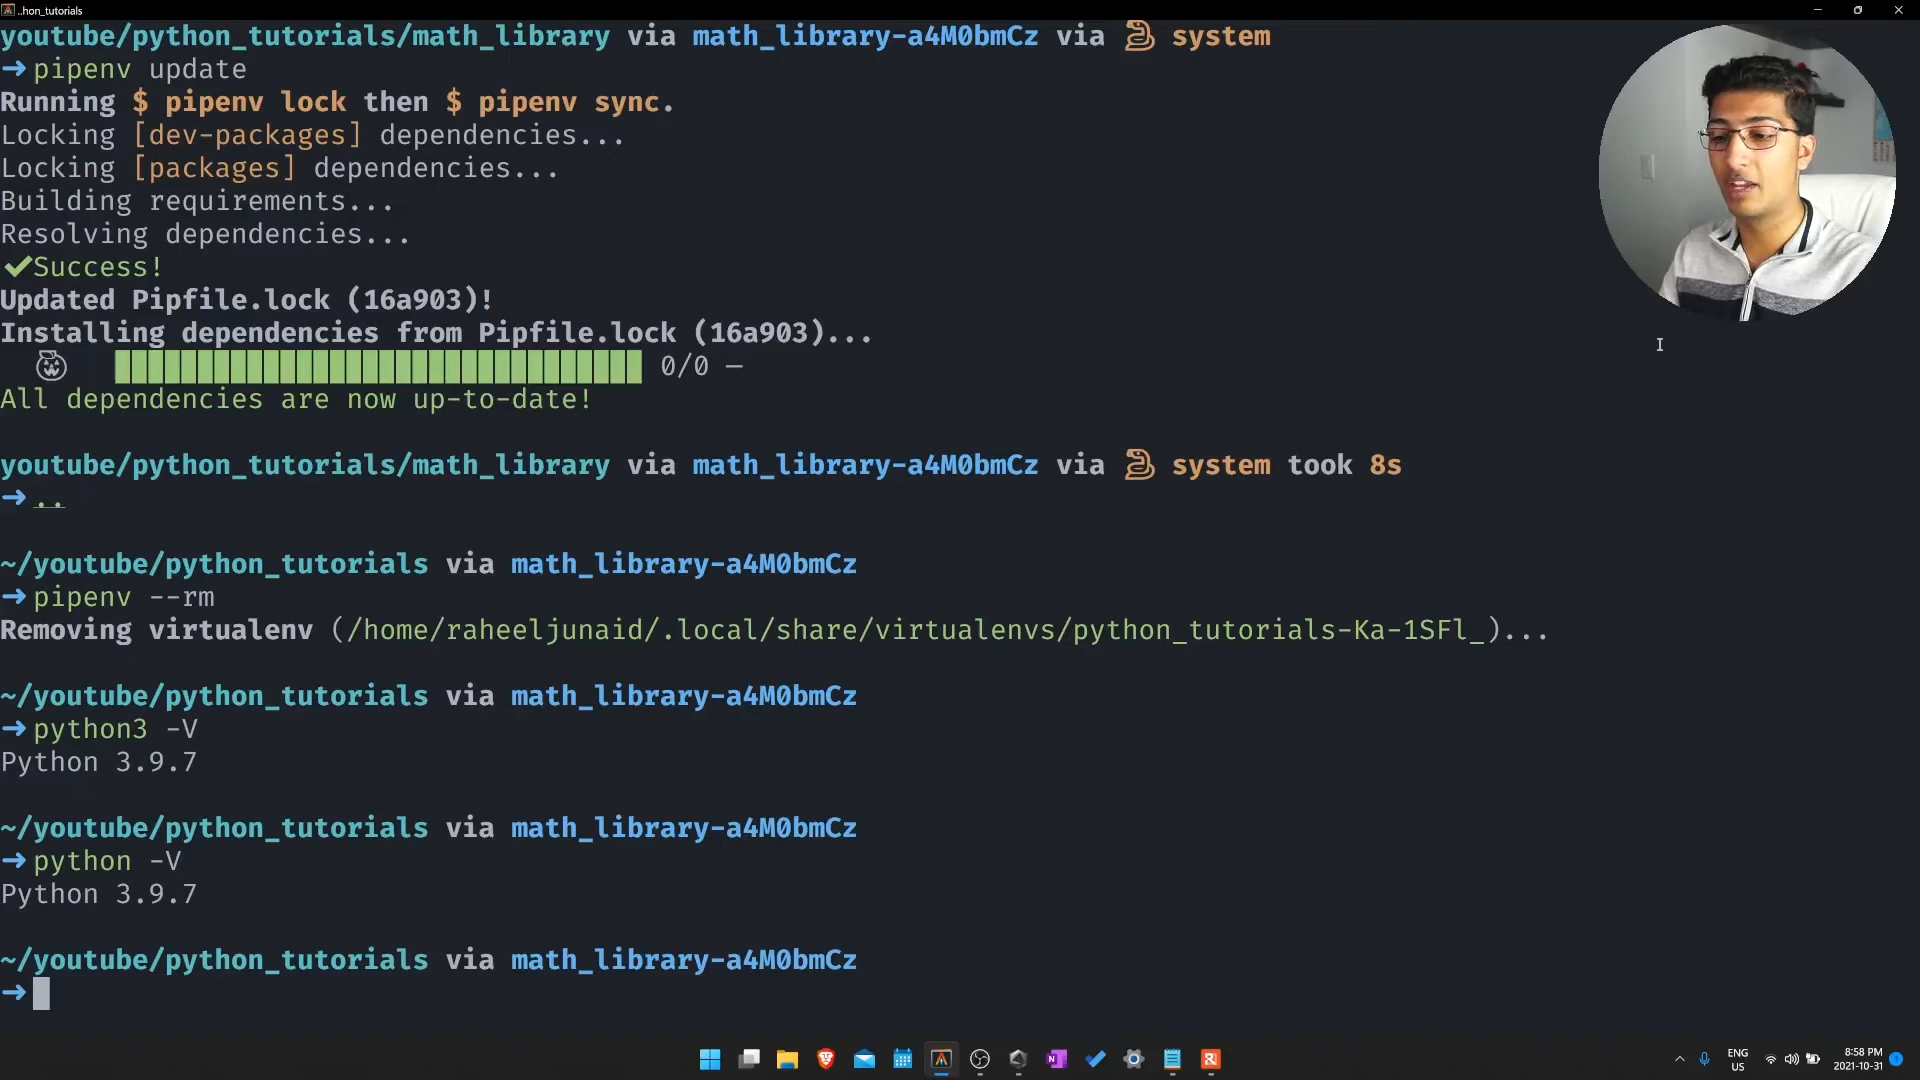 ..hon_tutorials
youtube/python_tutorials/math_library via math_library-a4M0bmCz via system
➜ pipenv update
Running $ pipenv lock then $ pipenv sync.
Locking [dev-packages] dependencies...
Locking [packages] dependencies...
Building requirements...
Resolving dependencies...
✔Success!
Updated Pipfile.lock (16a903)!
Installing dependencies from Pipfile.lock (16a903)...
0/0 —
All dependencies are now up-to-date!
youtube/python_tutorials/math_library via math_library-a4M0bmCz via system took 8s
➜ ..
~/youtube/python_tutorials via math_library-a4M0bmCz
➜ pipenv --rm
Removing virtualenv (/home/raheeljunaid/.local/share/virtualenvs/python_tutorials-Ka-1SFl_)...
~/youtube/python_tutorials via math_library-a4M0bmCz
➜ python3 -V
Python 3.9.7
~/youtube/python_tutorials via math_library-a4M0bmCz
➜ python -V
Python 3.9.7
~/youtube/python_tutorials via math_library-a4M0bmCz
➜
ENG
US
8:58 PM
2021-10-31